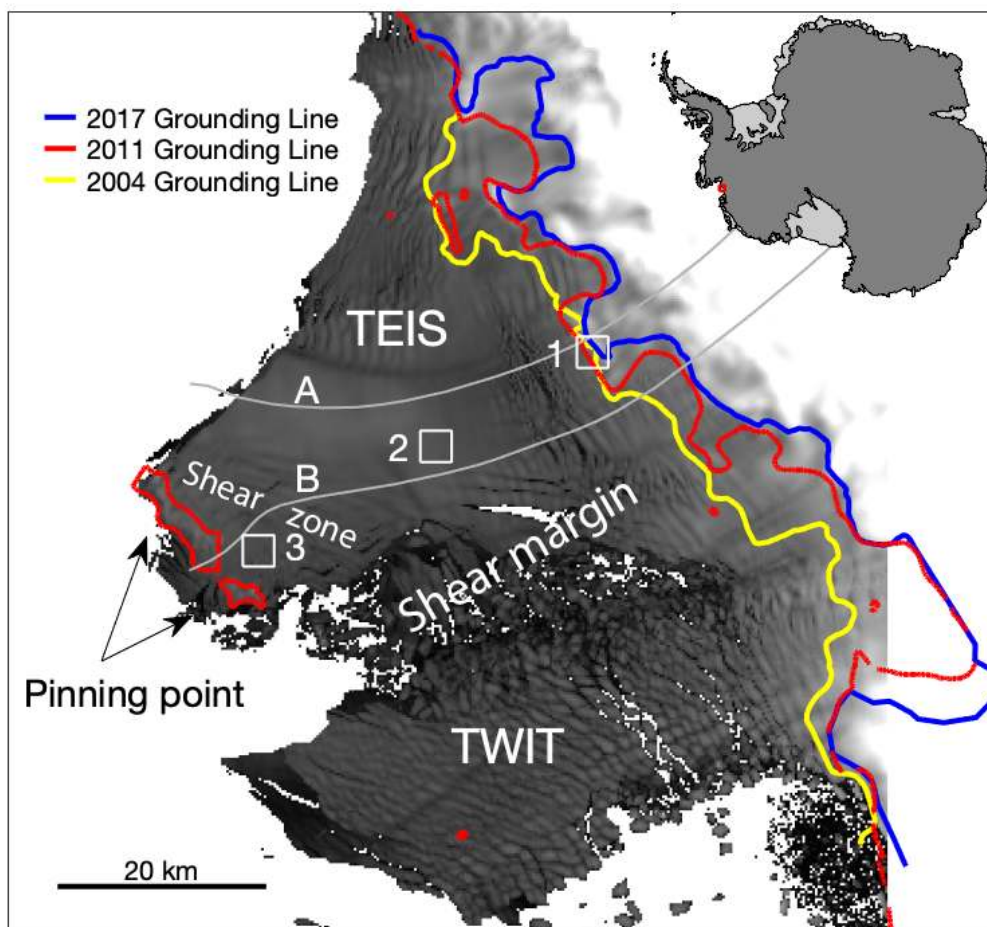 2017 Grounding Line
2011 Grounding Line
2004 Grounding Line
TEIS
1
A
2
B
Shear
zone
3
Shear margin
Pinning point
TWIT
20 km